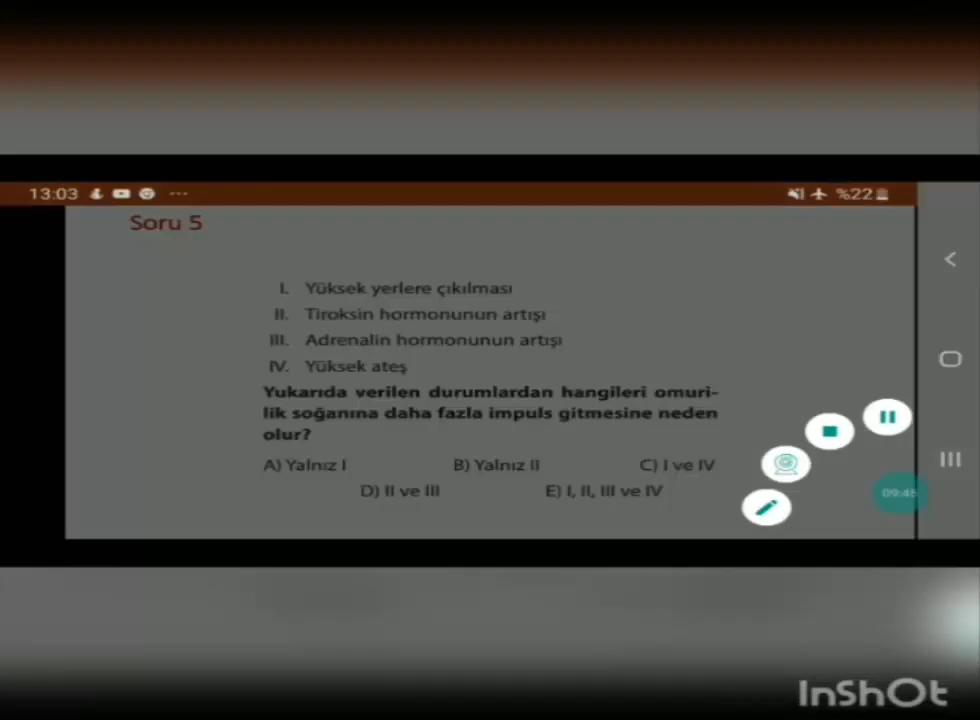 13:03
%22
Soru 5
I. Yüksek yerlere çıkılması
II. Tiroksin hormonunun artışı
III. Adrenalin hormonunun artışı
IV. Yüksek ateş
Yukarıda verilen durumlardan hangileri omuri-
lik soğanına daha fazla impuls gitmesine neden
olur?
A) Yalnız I B) Yalnız II C) I ve IV
D) II ve III E) I, II, III ve IV
09:48
InShOt